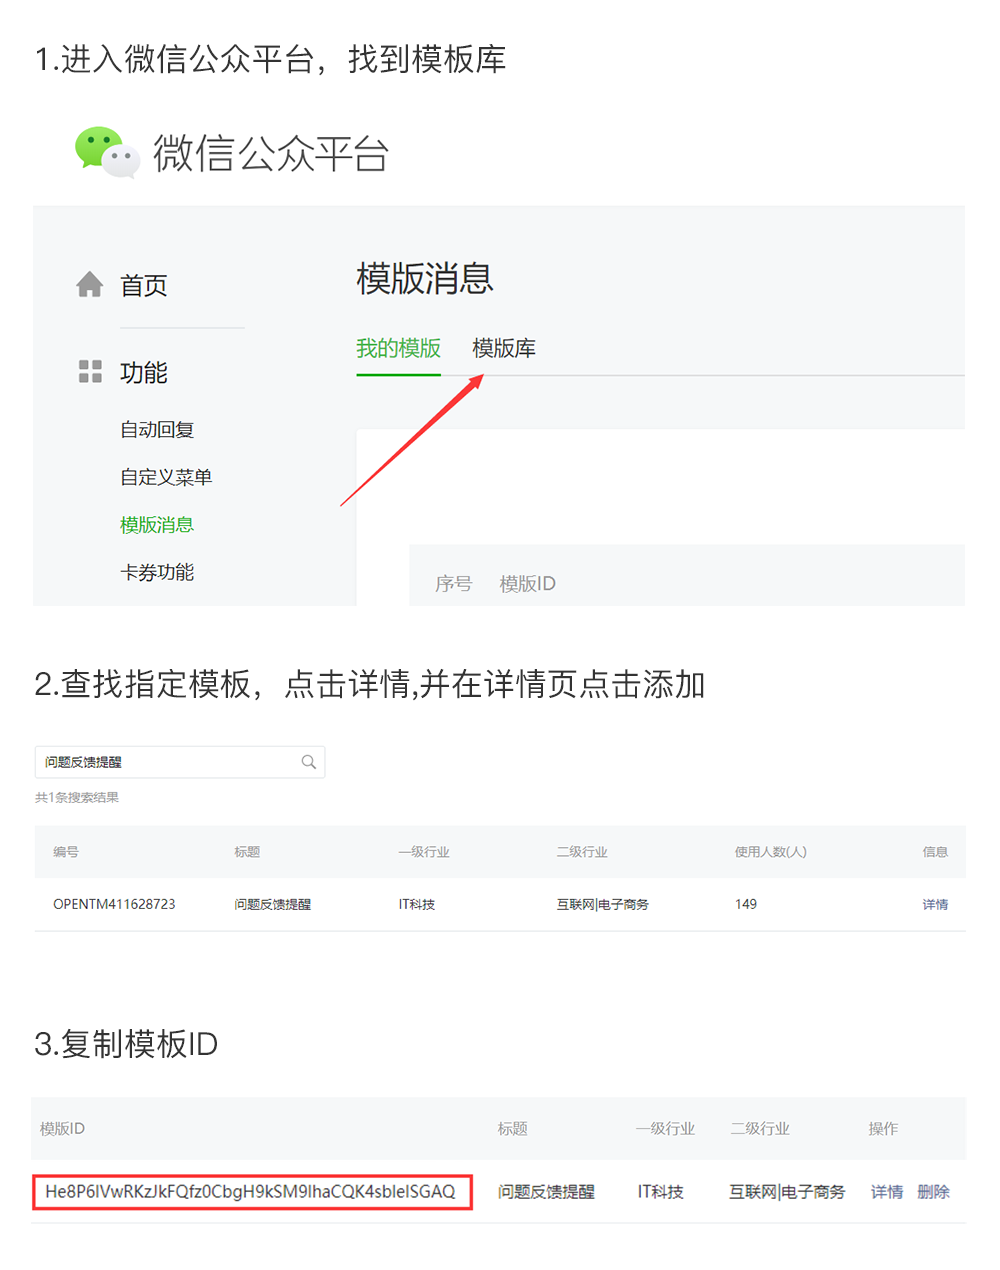 1.进入微信公众平台，找到模板库
微信公众平台
首页
模版消息
我的模版 模版库
功能
自动回复
自定义菜单
模版消息
卡券功能
序号 模版ID
2.查找指定模板，点击详情,并在详情页点击添加
问题反馈提醒
共1条搜索结果
编号 标题 一级行业 二级行业 使用人数(人) 信息
OPENTM411628723 问题反馈提醒 IT科技 互联网|电子商务 149 详情
3.复制模板ID
模版ID 标题 一级行业 二级行业 操作
He8P6IVwRKzJkFQfz0CbgH9kSM9IhaCQK4sbIeISGAQ 问题反馈提醒 IT科技 互联网|电子商务 详情 删除